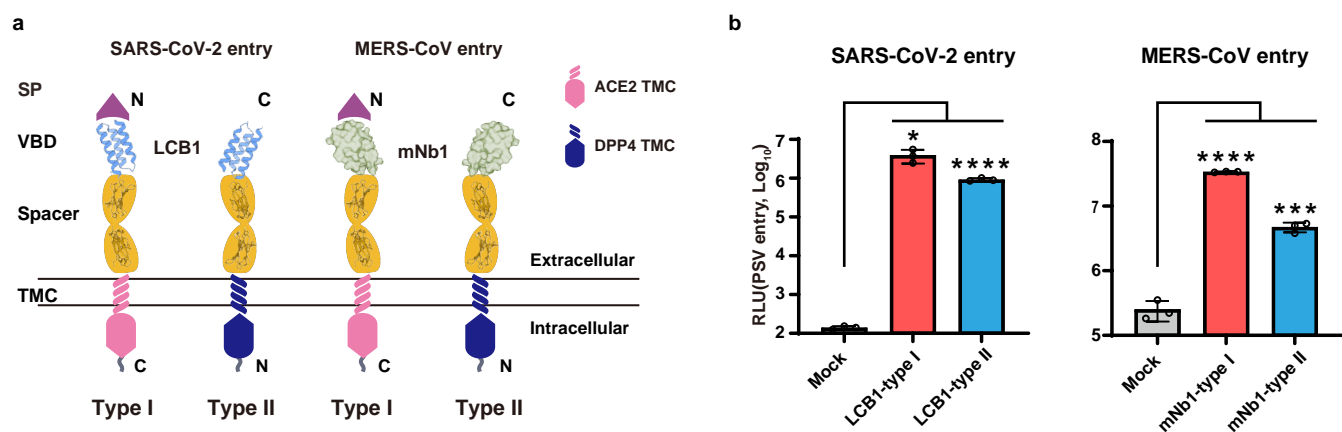 a
SARS-CoV-2 entry
MERS-CoV entry
SP
N
C
N
C
ACE2 TMC
VBD
LCB1
mNb1
DPP4 TMC
Spacer
Extracellular
TMC
Intracellular
C
N
C
N
Type I
Type II
Type I
Type II
b
SARS-CoV-2 entry
RLU(PSV entry, Log10)
7
6
5
4
3
2
*
****
Mock
LCB1-type I
LCB1-type II
MERS-CoV entry
8
7
6
5
****
***
Mock
mNb1-type I
mNb1-type II